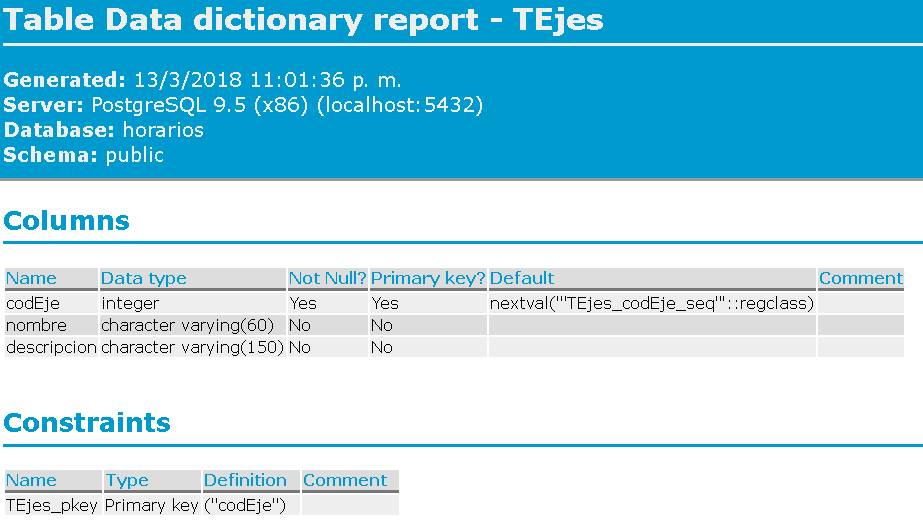 Table Data dictionary report - TEjes
Generated: 13/3/2018 11:01:36 p. m.
Server: PostgreSQL 9.5 (x86) (localhost:5432)
Database: horarios
Schema: public
Columns
Name Data type Not Null? Primary key? Default Comment
codEje integer Yes Yes nextval('"TEjes_codEje_seq"'::regclass)
nombre character varying(60) No No
descripcion character varying(150) No No
Constraints
Name Type Definition Comment
TEjes_pkey Primary key ("codEje")